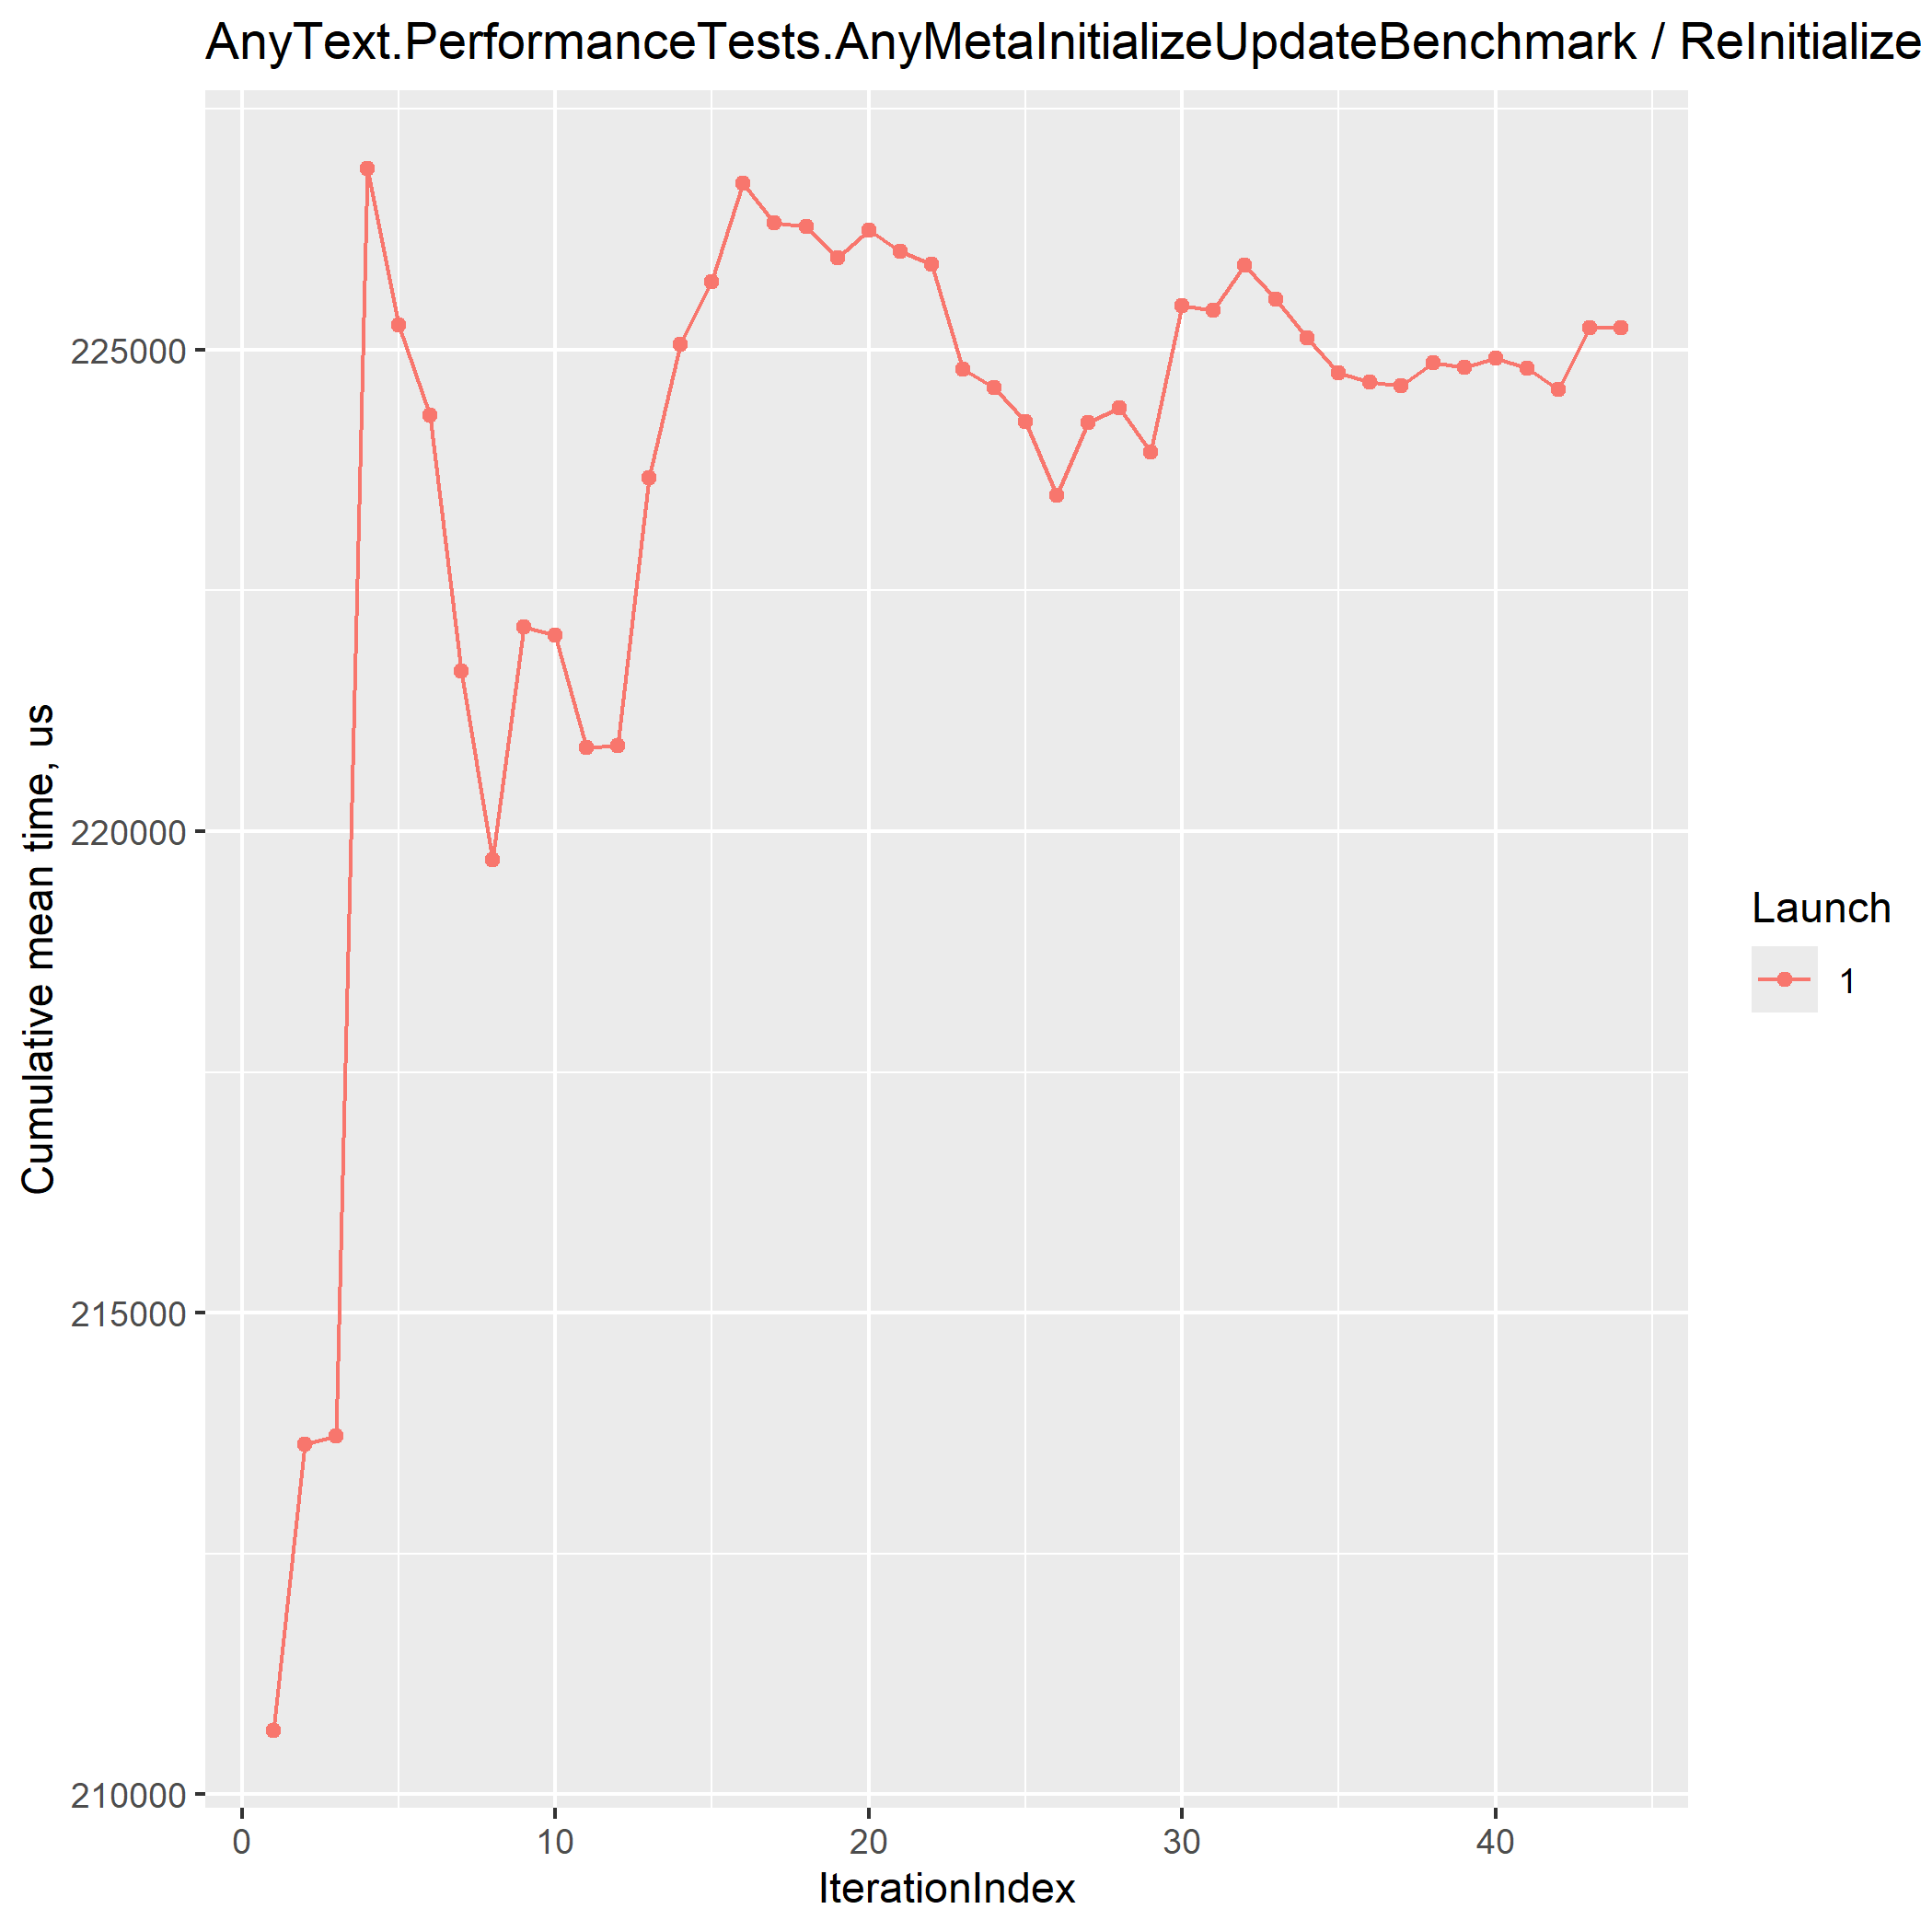 AnyText.PerformanceTests.AnyMetaInitializeUpdateBenchmark / ReInitialize
Cumulative mean time, us
225000
220000
215000
210000
0 10 20 30 40
IterationIndex
Launch
1